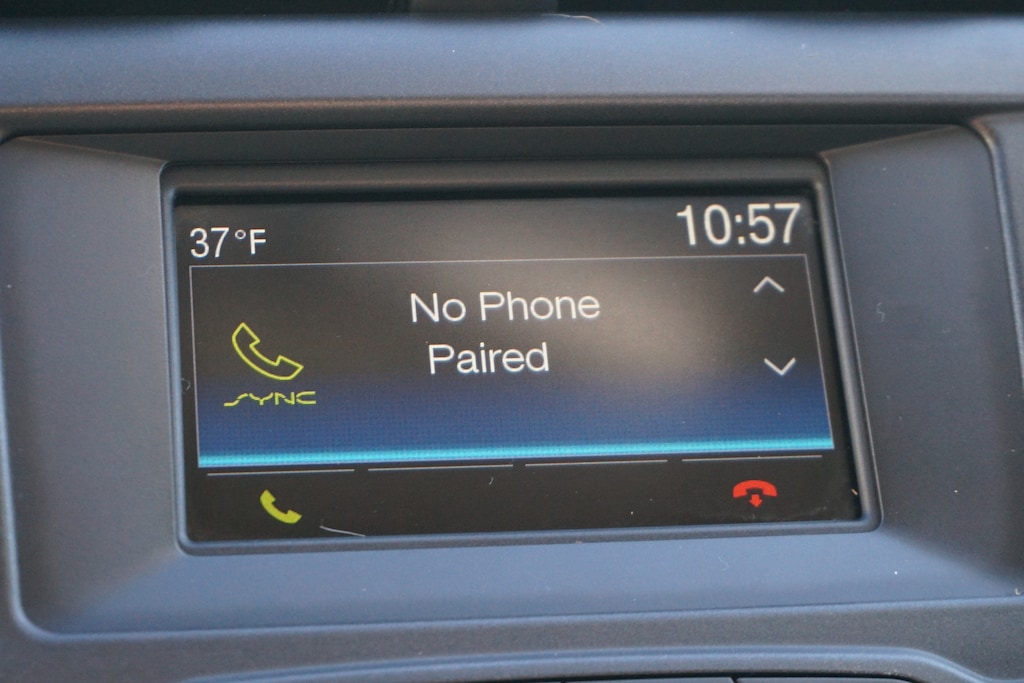 37°F
10:57
No Phone
Paired
SYNC